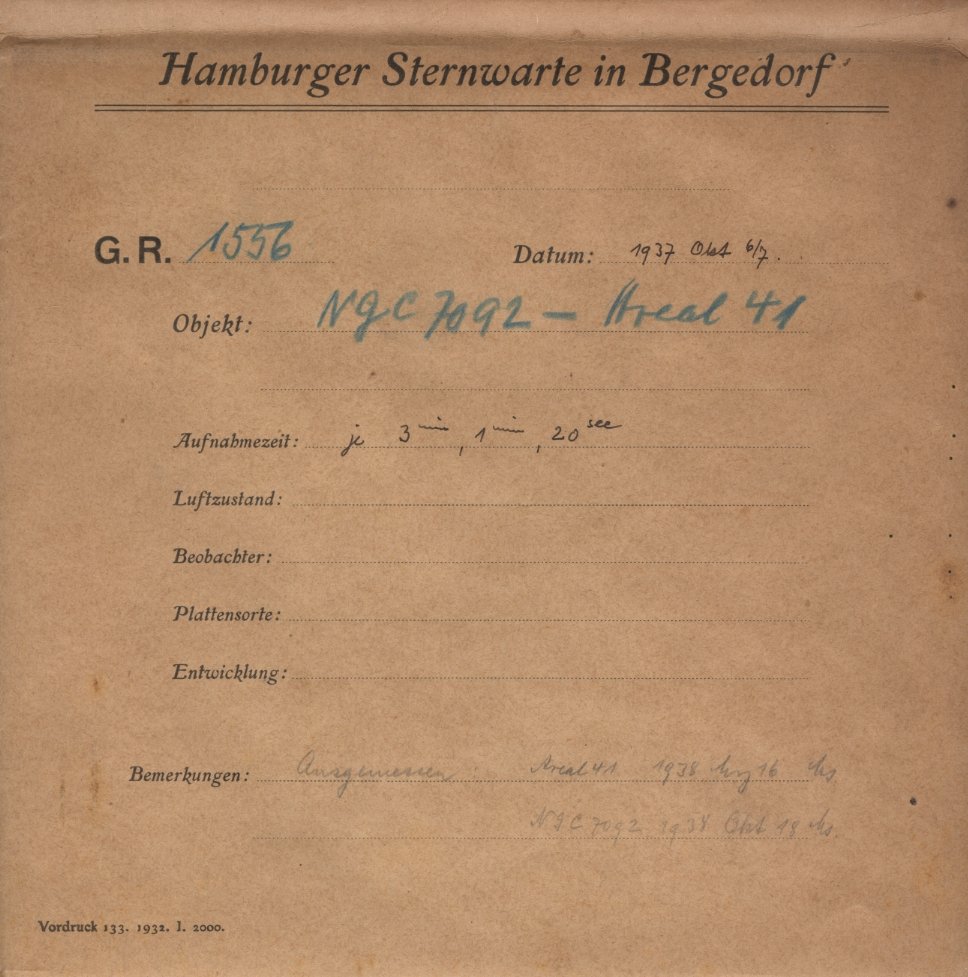 Hamburger Sternwarte in Bergedorf
G. R. 1556 Datum: 1937 Okt 6/7.
Objekt: NGC 7092 – Areal 41
Aufnahmezeit: je 3 min, 1 min, 20 sec
Luftzustand:
Beobachter:
Plattensorte:
Entwicklung:
Bemerkungen: Ausgemessen: Areal 41 1938 16
NGC 7092 1938 Okt 18
Vordruck 133. 1932. I. 2000.